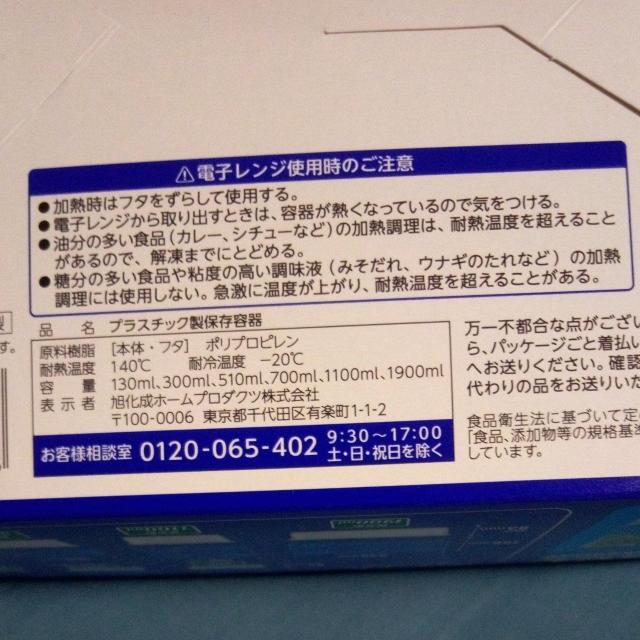 ⚠電子レンジ使用時のご注意
●加熱時はフタをずらして使用する。
●電子レンジから取り出すときは、容器が熱くなっているので気をつける。
●油分の多い食品(カレー、シチューなど)の加熱調理は、耐熱温度を超えること
があるので、解凍までにとどめる。
●糖分の多い食品や粘度の高い調味液(みそだれ、ウナギのたれなど)の加熱
調理には使用しない。急激に温度が上がり、耐熱温度を超えることがある。
品名 プラスチック製保存容器
原料樹脂 [本体・フタ] ポリプロピレン
耐熱温度 140℃ 耐冷温度 −20℃
容量 130ml、300ml、510ml、700ml、1100ml、1900ml
表示者 旭化成ホームプロダクツ株式会社
〒100-0006 東京都千代田区有楽町1-1-2
お客様相談室 0120-065-402 9:30〜17:00
土・日・祝日を除く
万一不都合な点がござい
ら、パッケージごと着払い
へお送りください。確認
代わりの品をお送りいた
食品衛生法に基づいて定
「食品、添加物等の規格基準
しています。
製
す。